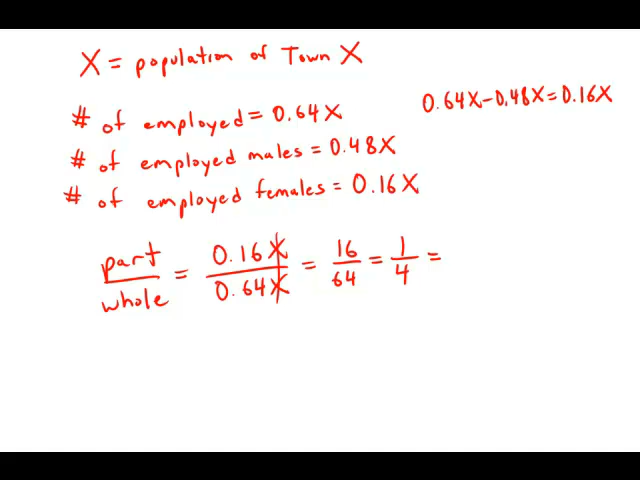 X = population of Town X
# of employed = 0.64X
0.64X-0.48X=0.16X
# of employed males = 0.48X
# of employed females = 0.16X
part/whole = 0.16X/0.64X = 16/64 = 1/4 =